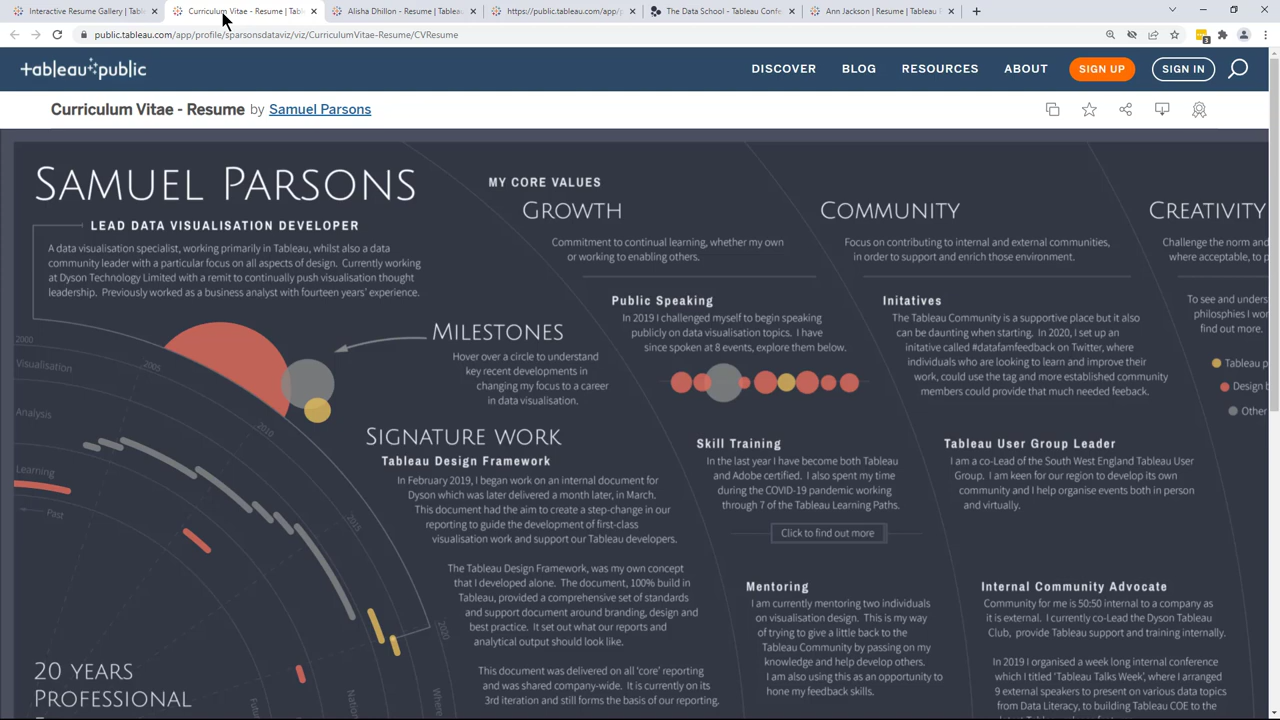 Interactive Resume Gallery | Tabl
Curriculum Vitae - Resume | Tabl
Alisha Dhillon - Resume | Tableau
https://public.tableau.com/app/p
The Data School - Tableau Confe
Ann Jackson | Resume | Tableau I
public.tableau.com/app/profile/sparsonsdataviz/viz/CurriculumVitae-Resume/CVResume
3
tableau public
DISCOVER
BLOG
RESOURCES
ABOUT
SIGN UP
SIGN IN
Curriculum Vitae - Resume by Samuel Parsons
SAMUEL PARSONS
LEAD DATA VISUALISATION DEVELOPER
A data visualisation specialist, working primarily in Tableau, whilst also a data
community leader with a particular focus on all aspects of design. Currently working
at Dyson Technology Limited with a remit to continually push visualisation thought
leadership. Previously worked as a business analyst with fourteen years' experience.
2000
2005
2010
2015
2020
Visualisation
Analysis
Learning
Past
MILESTONES
Hover over a circle to understand
key recent developments in
changing my focus to a career
in data visualisation.
SIGNATURE WORK
Tableau Design Framework
In February 2019, I began work on an internal document for
Dyson which was later delivered a month later, in March.
This document had the aim to create a step-change in our
reporting to guide the development of first-class
visualisation work and support our Tableau developers.
The Tableau Design Framework, was my own concept
that I developed alone. The document, 100% build in
Tableau, provided a comprehensive set of standards
and support document around branding, design and
best practice. It set out what our reports and
analytical output should look like.
This document was delivered on all 'core' reporting
and was shared company-wide. It is currently on its
3rd iteration and still forms the basis of our reporting.
20 YEARS
PROFESSIONAL
MY CORE VALUES
GROWTH
Commitment to continual learning, whether my own
or working to enabling others.
Public Speaking
In 2019 I challenged myself to begin speaking
publicly on data visualisation topics. I have
since spoken at 8 events, explore them below.
Skill Training
In the last year I have become both Tableau
and Adobe certified. I also spent my time
during the COVID-19 pandemic working
through 7 of the Tableau Learning Paths.
Click to find out more
Mentoring
I am currently mentoring two individuals
on visualisation design. This is my way
of trying to give a little back to the
Tableau Community by passing on my
knowledge and help develop others.
I am also using this as an opportunity to
hone my feedback skills.
COMMUNITY
Focus on contributing to internal and external communities,
in order to support and enrich those environment.
Initatives
The Tableau Community is a supportive place but it also
can be daunting when starting. In 2020, I set up an
initative called #datafamfeedback on Twitter, where
individuals who are looking to learn and improve their
work, could use the tag and more established community
members could provide that much needed feeback.
Tableau User Group Leader
I am a co-Lead of the South West England Tableau User
Group. I am keen for our region to develop its own
community and I help organise events both in person
and virtually.
Internal Community Advocate
Community for me is 50:50 internal to a company as
it is external. I currently co-Lead the Dyson Tableau
Club, provide Tableau support and training internally.
In 2019 I organised a week long internal conference
which I titled 'Tableau Talks Week', where I arranged
9 external speakers to present on various data topics
from Data Literacy, to building Tableau COE to the
CREATIVITY
Challenge the norm and
where acceptable, to p
To see and unders
philosphies I wor
find out more.
Tableau p
Design b
Other